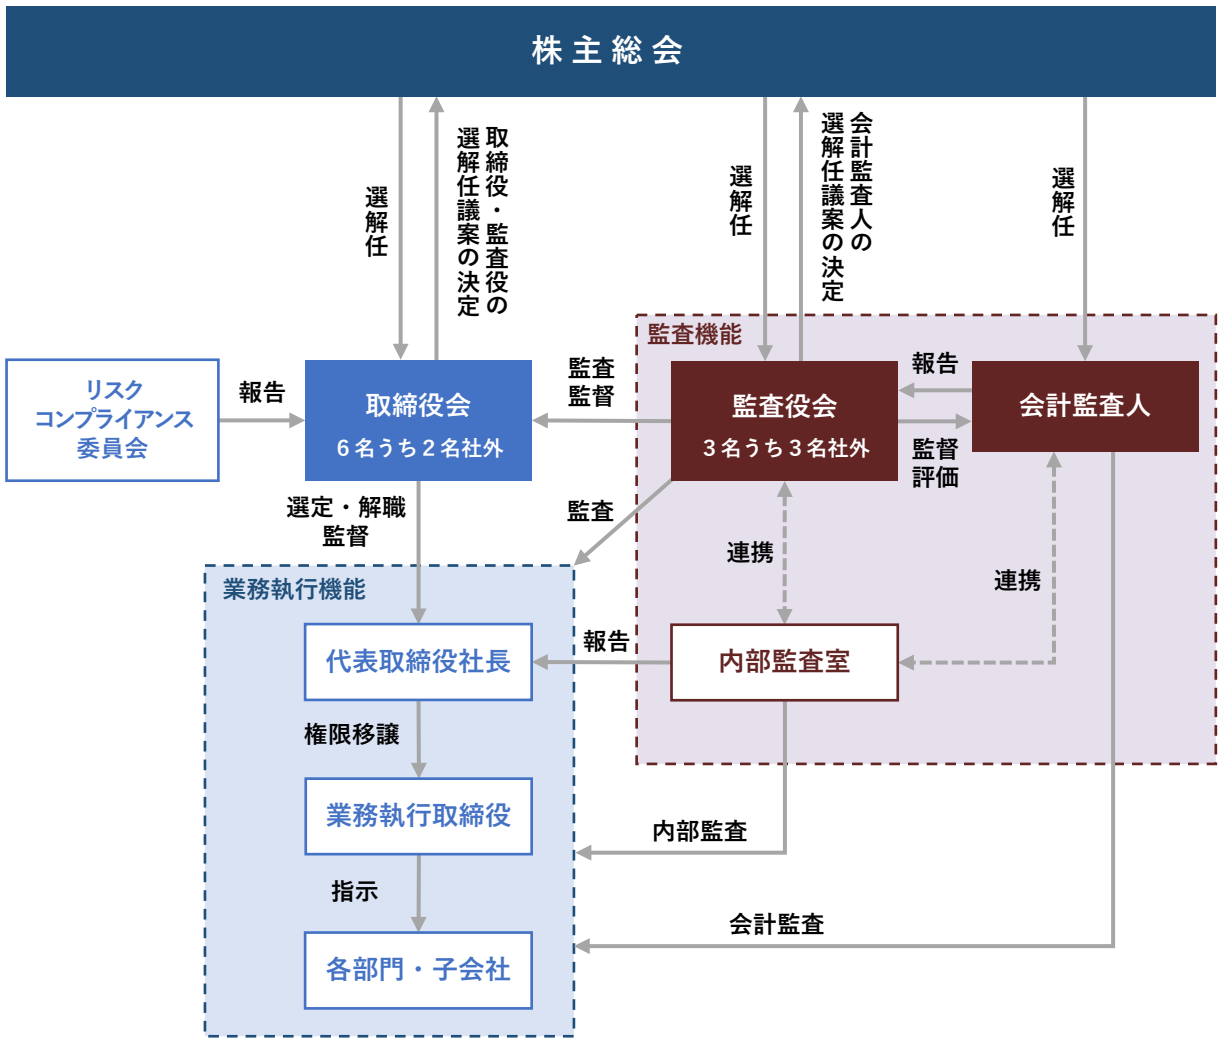 株主総会
選解任
取締役・監査役の
選解任議案の決定
選解任
会計監査人の
選解任議案の決定
選解任
監査機能
リスク
コンプライアンス
委員会
報告
取締役会
6名うち2名社外
監査
監督
監査役会
3名うち3名社外
報告
監督
評価
会計監査人
選定・解職
監督
監査
連携
連携
業務執行機能
代表取締役社長
報告
内部監査室
権限移譲
業務執行取締役
内部監査
指示
会計監査
各部門・子会社